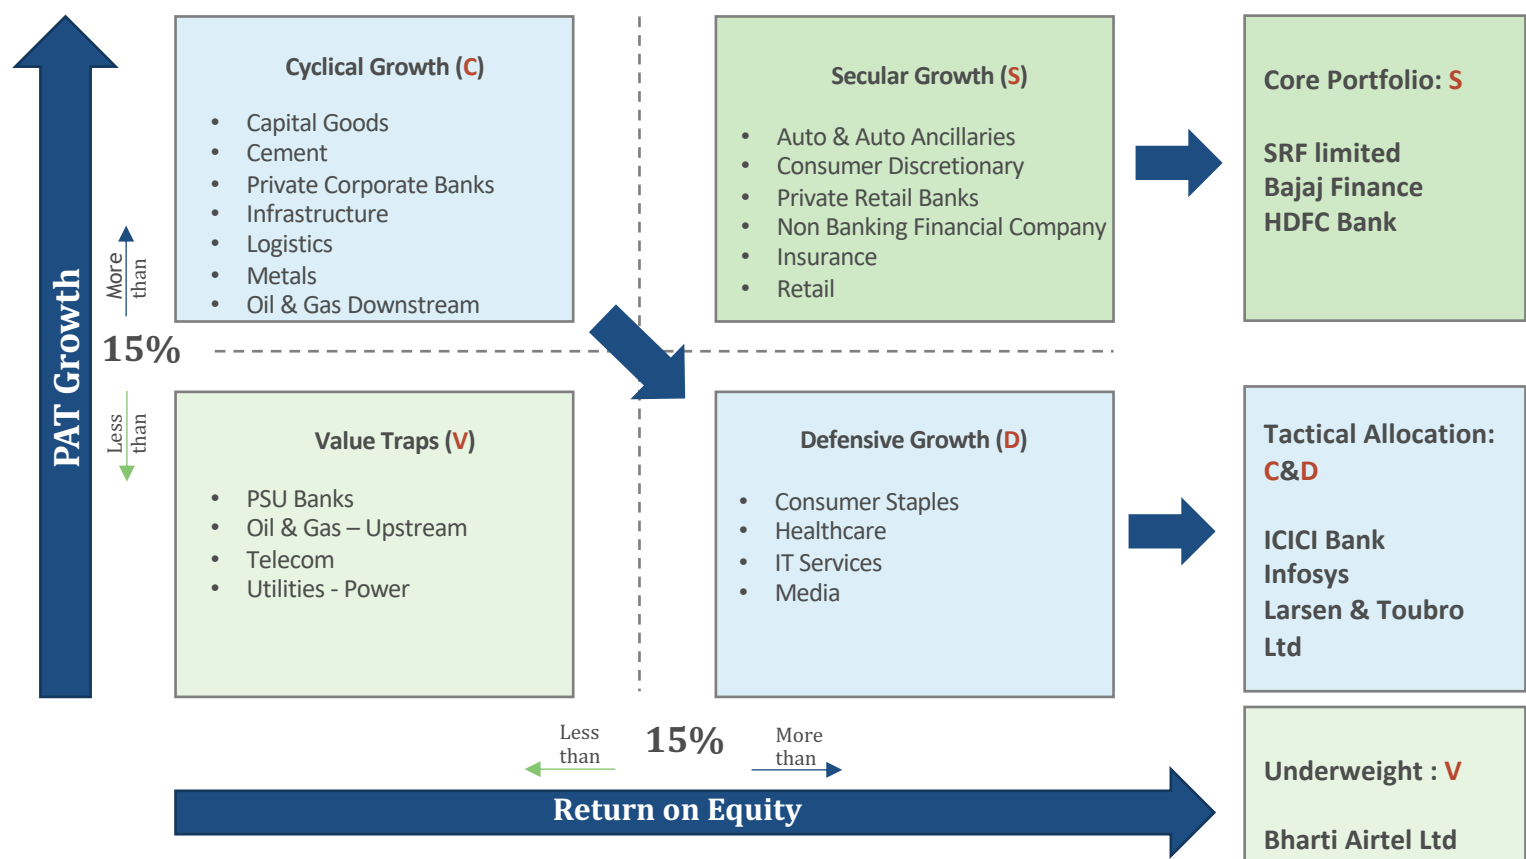 Cyclical Growth (C)
• Capital Goods
• Cement
• Private Corporate Banks
• Infrastructure
• Logistics
• Metals
• Oil & Gas Downstream
Secular Growth (S)
• Auto & Auto Ancillaries
• Consumer Discretionary
• Private Retail Banks
• Non Banking Financial Company
• Insurance
• Retail
Core Portfolio: S
SRF limited
Bajaj Finance
HDFC Bank
PAT Growth
More
than
15%
Less
than
Value Traps (V)
• PSU Banks
• Oil & Gas – Upstream
• Telecom
• Utilities - Power
Defensive Growth (D)
• Consumer Staples
• Healthcare
• IT Services
• Media
Tactical Allocation:
C&D
ICICI Bank
Infosys
Larsen & Toubro
Ltd
Less
than
15%
More
than
Return on Equity
Underweight : V
Bharti Airtel Ltd